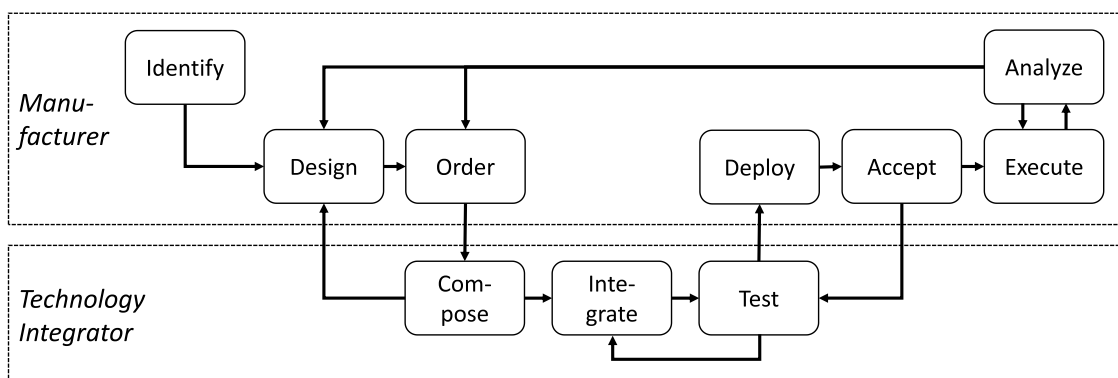 Identify
Analyze
Manu-
facturer
Design
Order
Deploy
Accept
Execute
Technology
Integrator
Com-
pose
Inte-
grate
Test